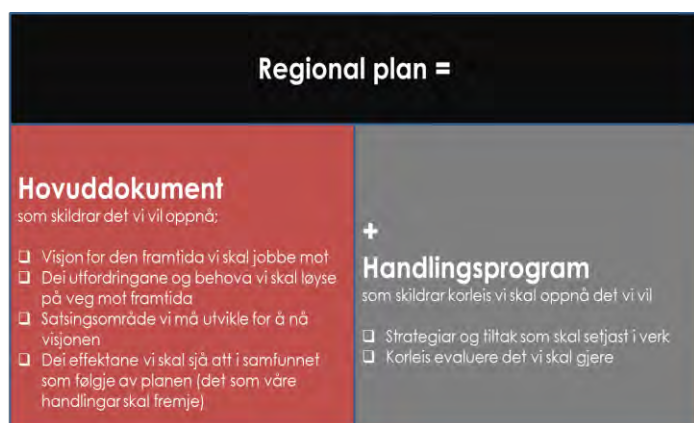 Regional plan =
Hovuddokument
som skildrar det vi vil oppnå:
❑ Visjon for den framtida vi skal jobbe mot
❑ Dei utfordringane og behova vi skal løyse
på veg mot framtida
❑ Satsingsområde vi må utvikle for å nå
visjonen
❑ Dei effektane vi skal sjå att i samfunnet
som følgje av planen (det som våre
handlingar skal fremje)
+
Handlingsprogram
som skildrar korleis vi skal oppnå det vi vil
❑ Strategiar og tiltak som skal setjast i verk
❑ Korleis evaluere det vi skal gjere